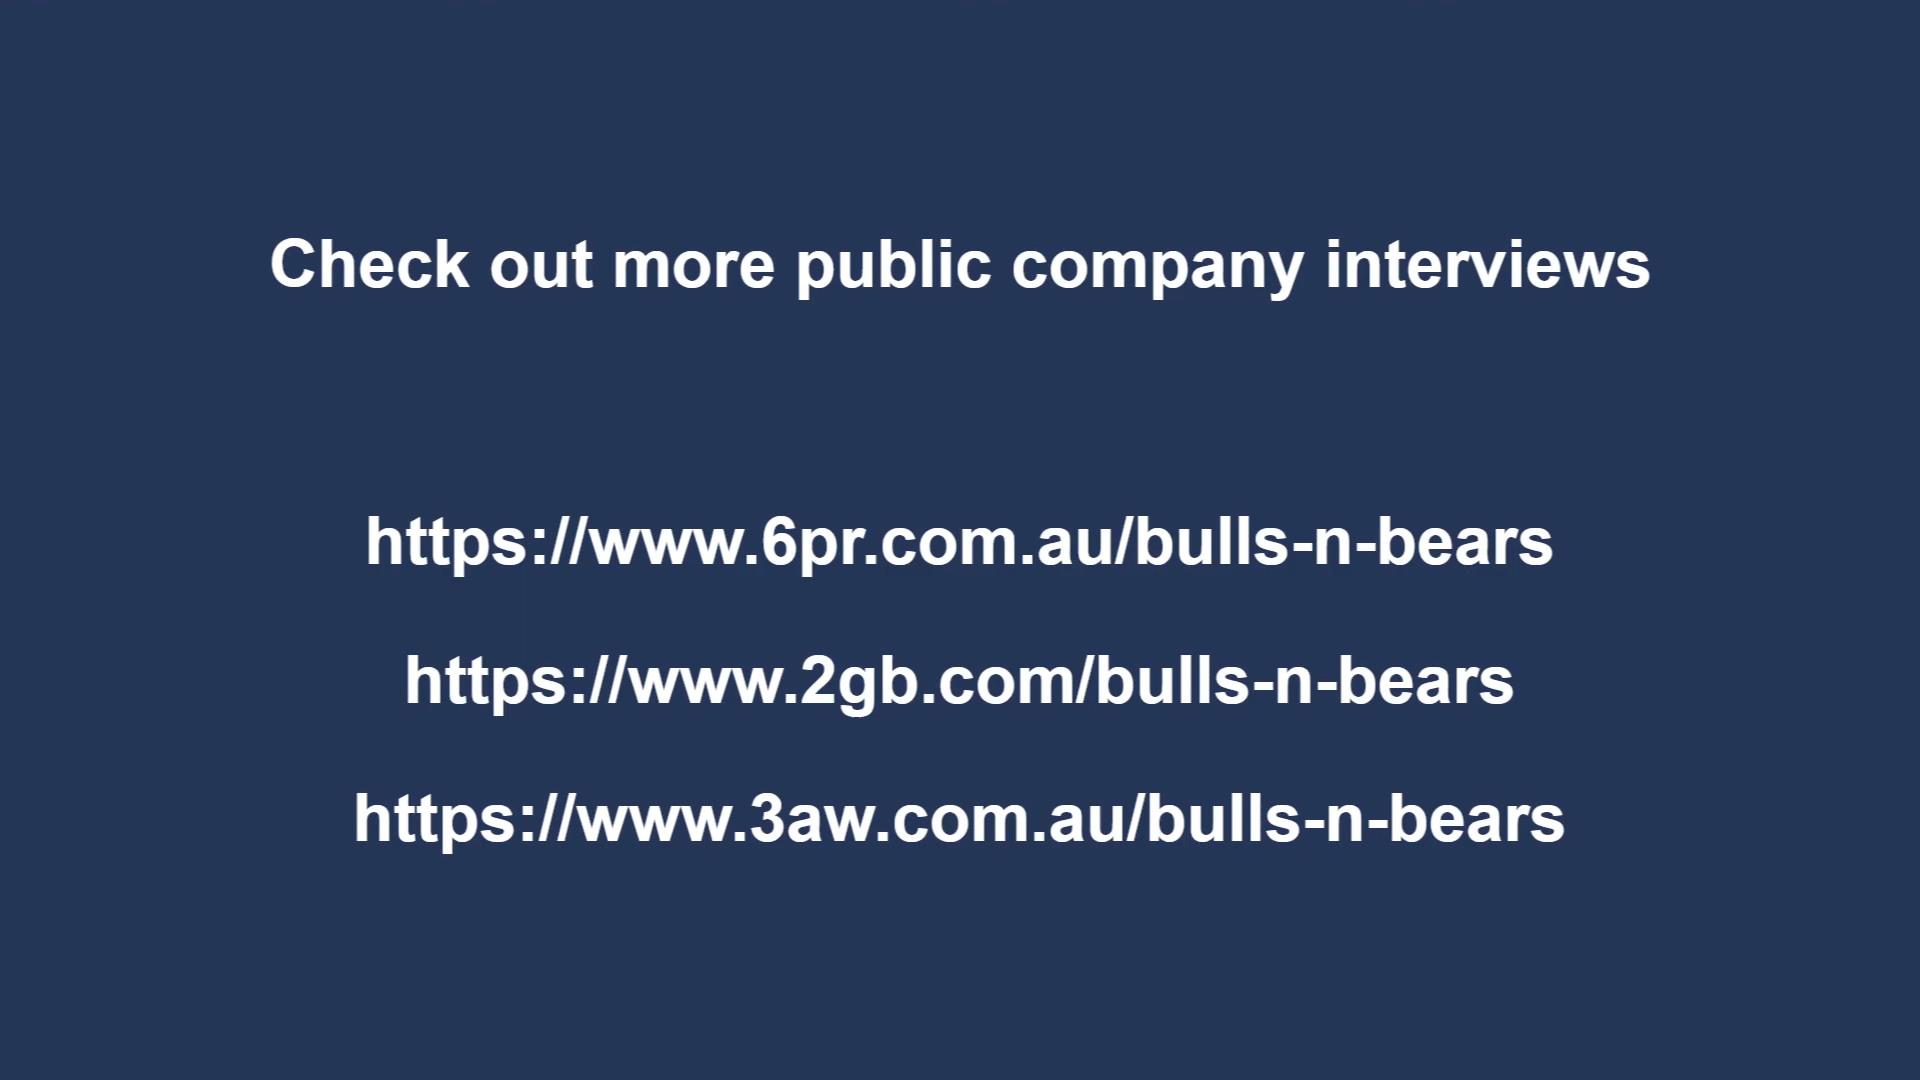 Check out more public company interviews
https://www.6pr.com.au/bulls-n-bears
https://www.2gb.com/bulls-n-bears
https://www.3aw.com.au/bulls-n-bears